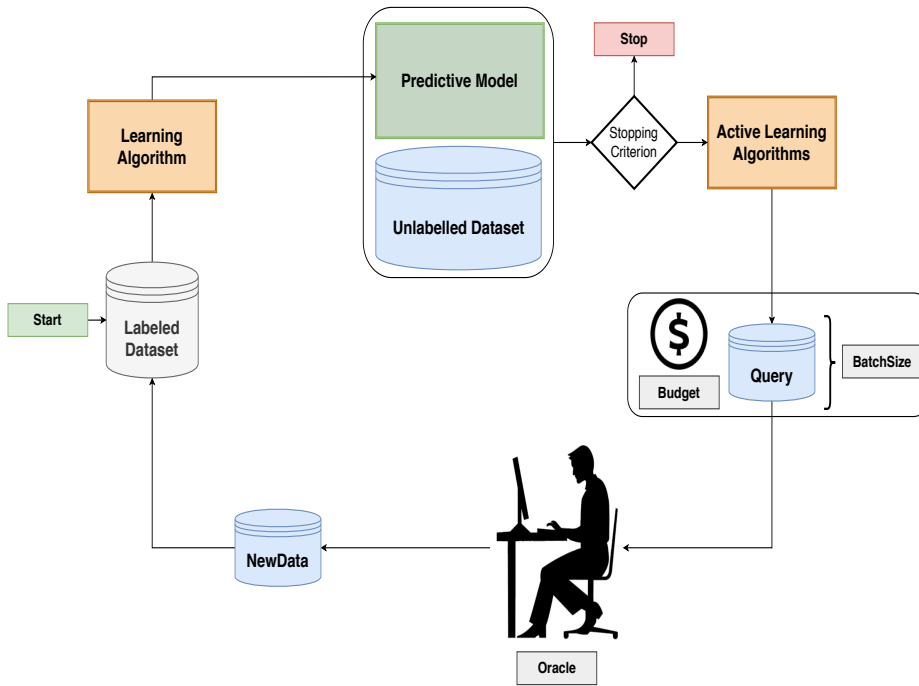 Stop
Predictive Model
Learning
Algorithm
Stopping
Criterion
Active Learning
Algorithms
Unlabelled Dataset
Start
Labeled
Dataset
$
Budget
Query
BatchSize
NewData
Oracle